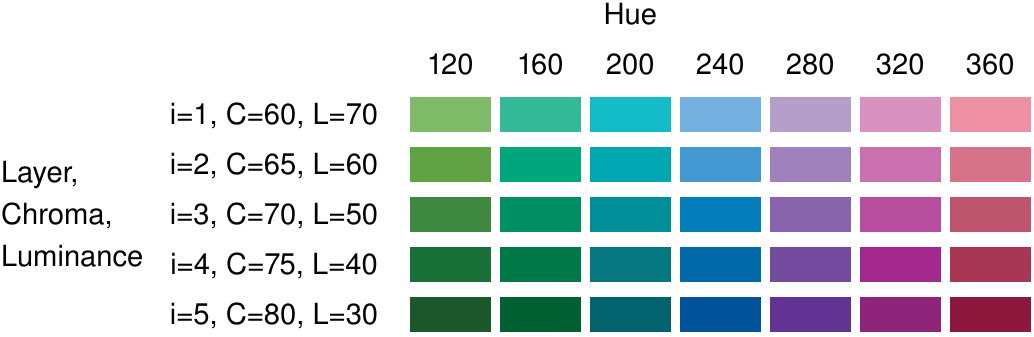 Hue
120 160 200 240 280 320 360
i=1, C=60, L=70
i=2, C=65, L=60
i=3, C=70, L=50
i=4, C=75, L=40
i=5, C=80, L=30
Layer,
Chroma,
Luminance